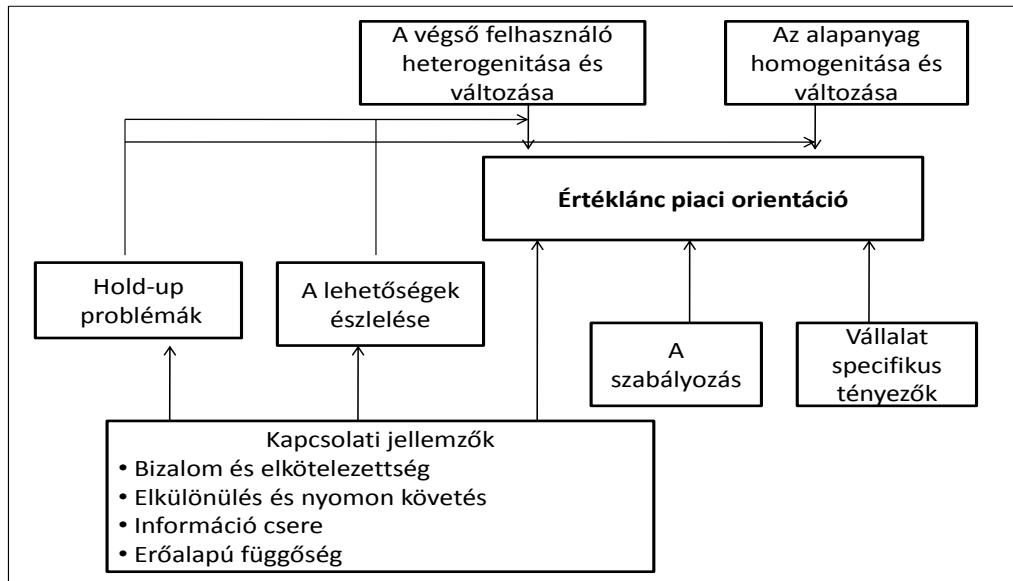 A végső felhasználó
heterogenitása és
változása
Az alapanyag
homogenitása és
változása
Értéklánc piaci orientáció
Hold-up
problémák
A lehetőségek
észlelése
A
szabályozás
Vállalat
specifikus
tényezők
Kapcsolati jellemzők
• Bizalom és elkötelezettség
• Elkülönülés és nyomon követés
• Információ csere
• Erőalapú függőség